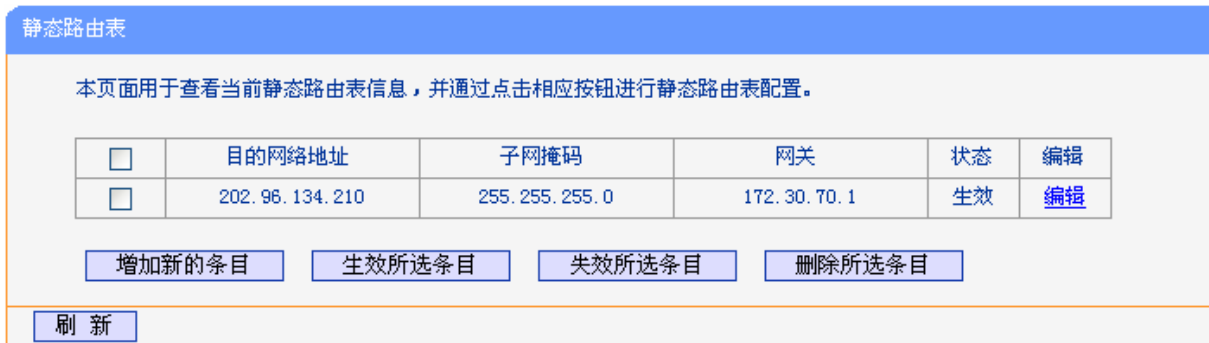 静态路由表
本页面用于查看当前静态路由表信息，并通过点击相应按钮进行静态路由表配置。
目的网络地址 子网掩码 网关 状态 编辑
202.96.134.210 255.255.255.0 172.30.70.1 生效 编辑
增加新的条目 生效所选条目 失效所选条目 删除所选条目
刷 新